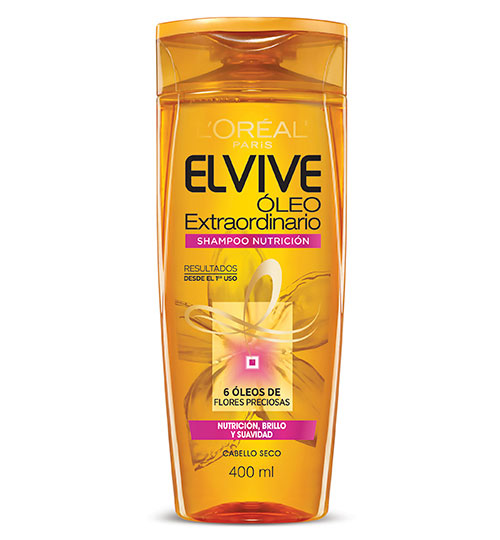 L'ORÉAL
PARIS
ELVIVE
ÓLEO
Extraordinario
SHAMPOO NUTRICIÓN
RESULTADOS
DESDE EL 1ER USO
6 ÓLEOS DE
FLORES PRECIOSAS
NUTRICIÓN, BRILLO
Y SUAVIDAD
CABELLO SECO
400 ml